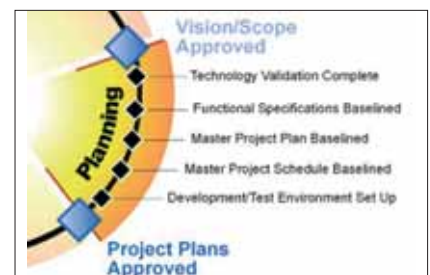 Vision/Scope
Approved
Technology Validation Complete
Functional Specifications Baselined
Master Project Plan Baselined
Master Project Schedule Baselined
Development/Test Environment Set Up
Planning
Project Plans
Approved